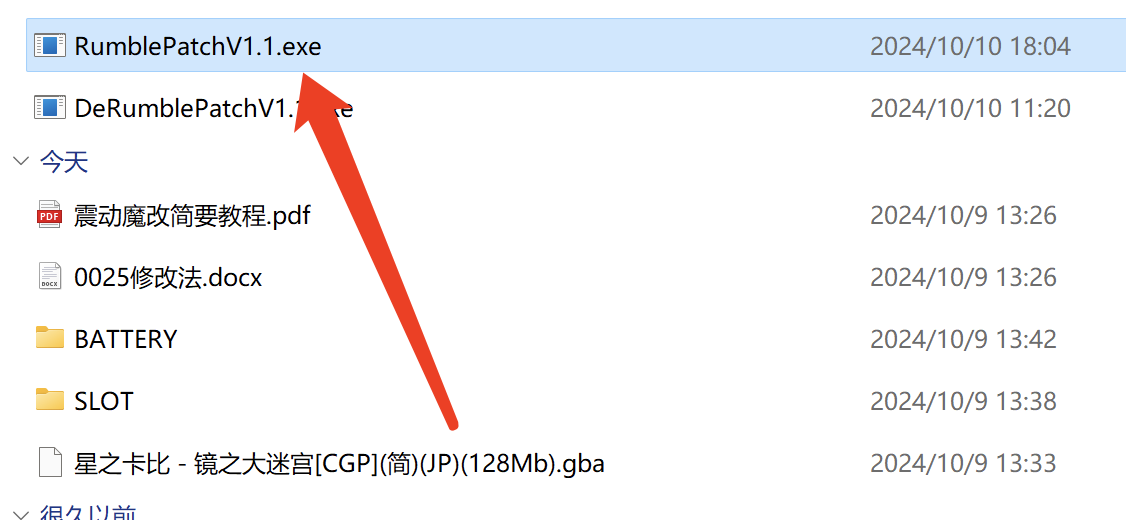 RumblePatchV1.1.exe 2024/10/10 18:04
DeRumblePatchV1. 2024/10/10 11:20
今天
PDF 震动魔改简要教程.pdf 2024/10/9 13:26
DOCX 0025修改法.docx 2024/10/9 13:26
BATTERY 2024/10/9 13:42
SLOT 2024/10/9 13:38
星之卡比 - 镜之大迷宫[CGP](简)(JP)(128Mb).gba 2024/10/9 13:33
很久以前